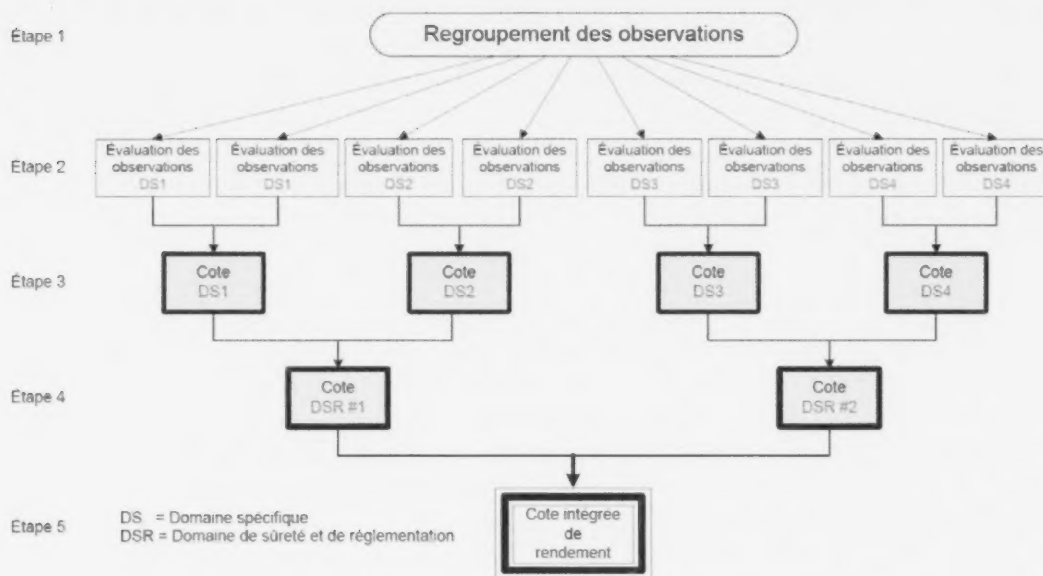 Étape 1
Regroupement des observations
Étape 2
Évaluation des
observations
DS1
Évaluation des
observations
DS1
Évaluation des
observations
DS2
Évaluation des
observations
DS2
Évaluation des
observations
DS3
Évaluation des
observations
DS3
Évaluation des
observations
DS4
Évaluation des
observations
DS4
Étape 3
Cote
DS1
Cote
DS2
Cote
DS3
Cote
DS4
Étape 4
Cote
DSR #1
Cote
DSR #2
Étape 5
DS = Domaine spécifique
DSR = Domaine de sûreté et de réglementation
Cote intégrée
de
rendement